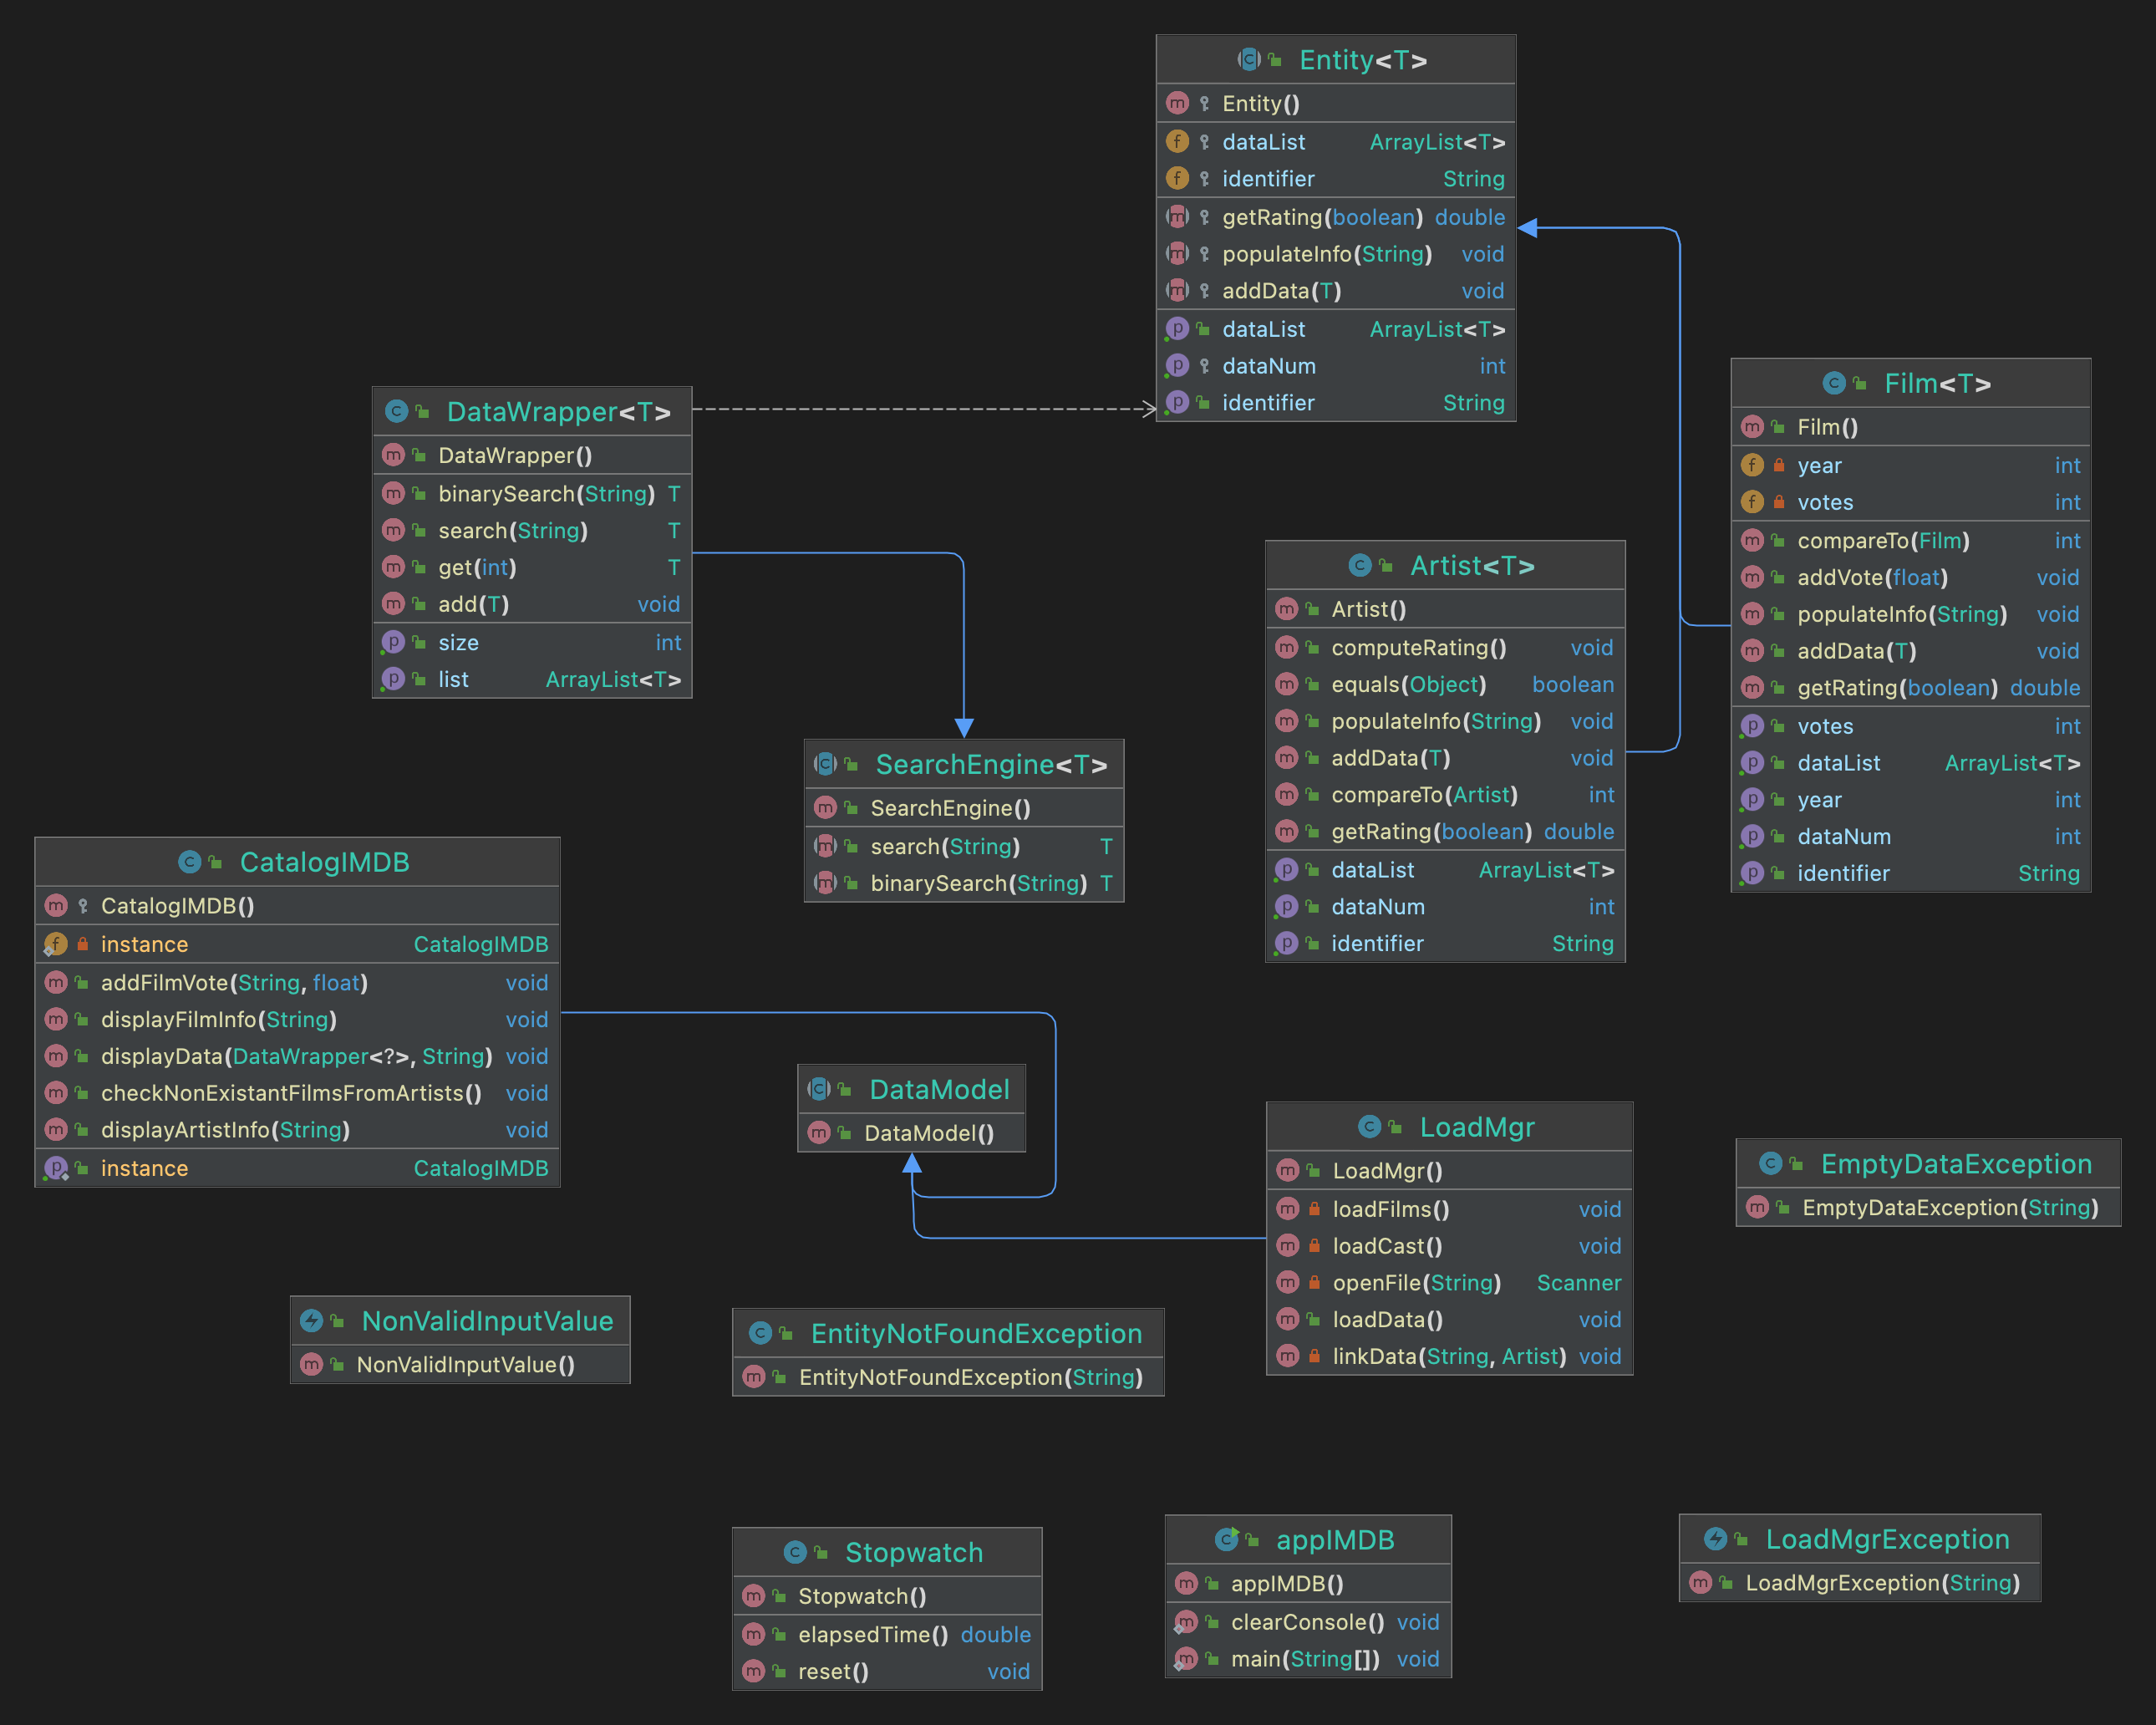 Entity<T>
Entity()
dataList ArrayList<T>
identifier String
getRating(boolean) double
populateInfo(String) void
addData(T) void
dataList ArrayList<T>
dataNum int
identifier String
Film<T>
Film()
year int
votes int
compareTo(Film) int
addVote(float) void
populateInfo(String) void
addData(T) void
getRating(boolean) double
votes int
dataList ArrayList<T>
year int
dataNum int
identifier String
DataWrapper<T>
DataWrapper()
binarySearch(String) T
search(String) T
get(int) T
add(T) void
size int
list ArrayList<T>
Artist<T>
Artist()
computeRating() void
equals(Object) boolean
populateInfo(String) void
addData(T) void
compareTo(Artist) int
getRating(boolean) double
dataList ArrayList<T>
dataNum int
identifier String
SearchEngine<T>
SearchEngine()
search(String) T
binarySearch(String) T
CatalogIMDB
CatalogIMDB()
instance CatalogIMDB
addFilmVote(String, float) void
displayFilmInfo(String) void
displayData(DataWrapper<?>, String) void
checkNonExistantFilmsFromArtists() void
displayArtistInfo(String) void
instance CatalogIMDB
DataModel
DataModel()
LoadMgr
LoadMgr()
loadFilms() void
loadCast() void
openFile(String) Scanner
loadData() void
linkData(String, Artist) void
EmptyDataException
EmptyDataException(String)
NonValidInputValue
NonValidInputValue()
EntityNotFoundException
EntityNotFoundException(String)
Stopwatch
Stopwatch()
elapsedTime() double
reset() void
appIMDB
appIMDB()
clearConsole() void
main(String[]) void
LoadMgrException
LoadMgrException(String)